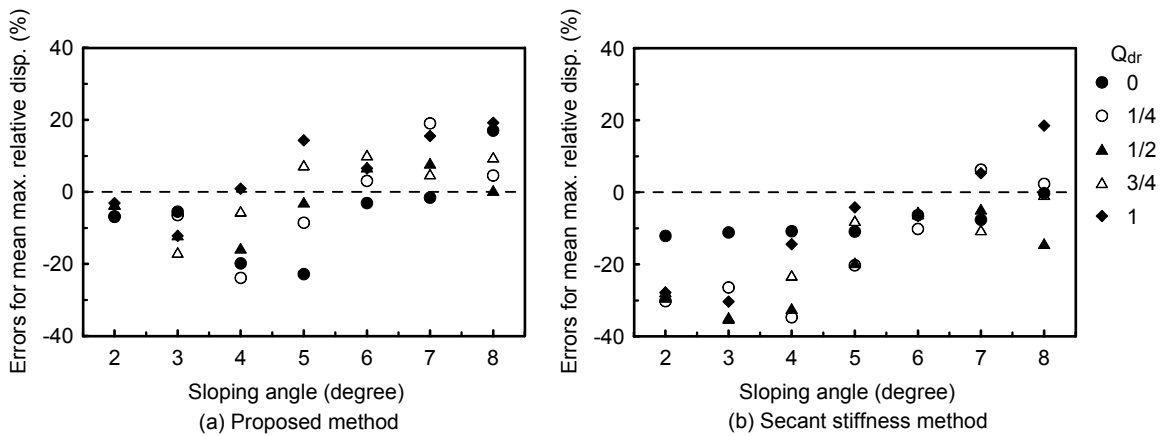 Errors for mean max. relative disp. (%)
40
20
0
-20
-40
2 3 4 5 6 7 8
Sloping angle (degree)
(a) Proposed method
Errors for mean max. relative disp. (%)
40
20
0
-20
-40
2 3 4 5 6 7 8
Sloping angle (degree)
(b) Secant stiffness method
Qdr
0
1/4
1/2
3/4
1